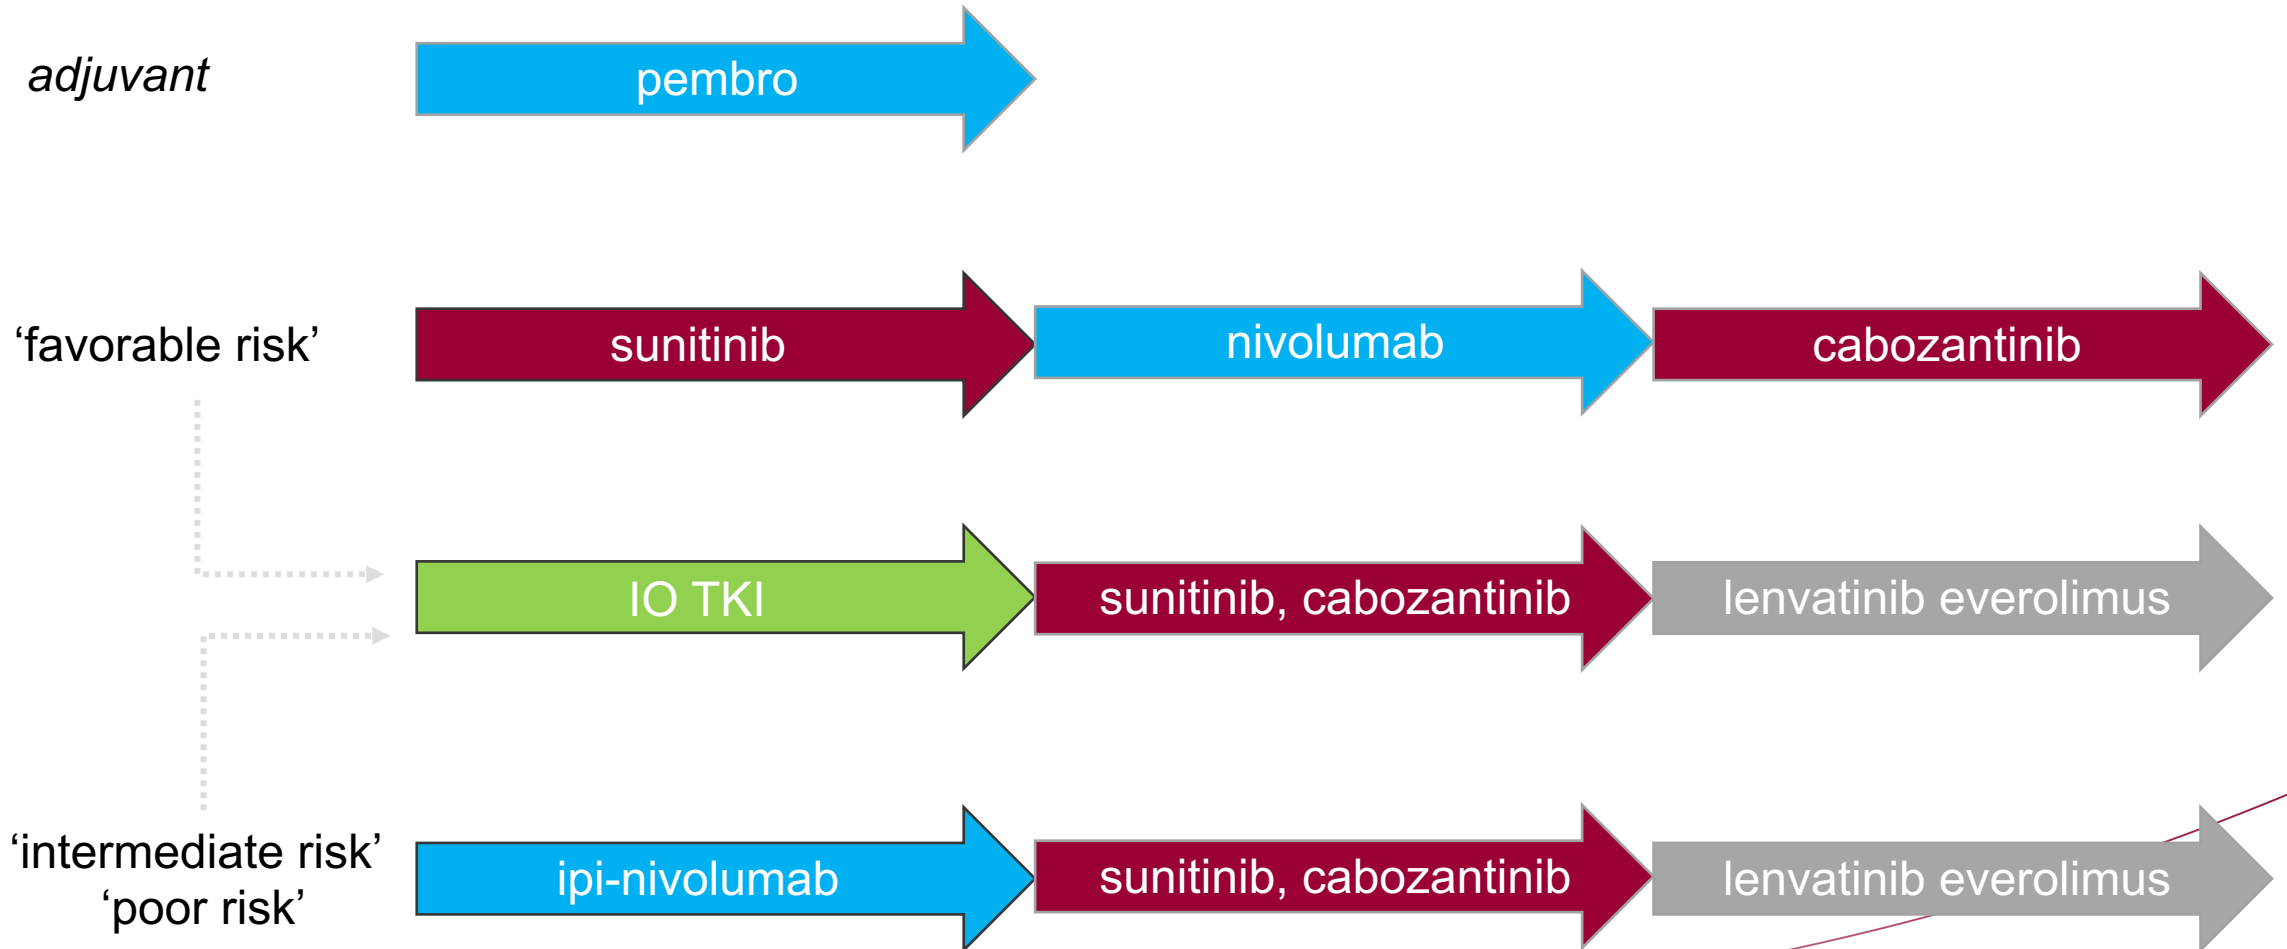 adjuvant
pembro
‘favorable risk’
sunitinib
nivolumab
cabozantinib
IO TKI
sunitinib, cabozantinib
lenvatinib everolimus
‘intermediate risk’
‘poor risk’
ipi-nivolumab
sunitinib, cabozantinib
lenvatinib everolimus